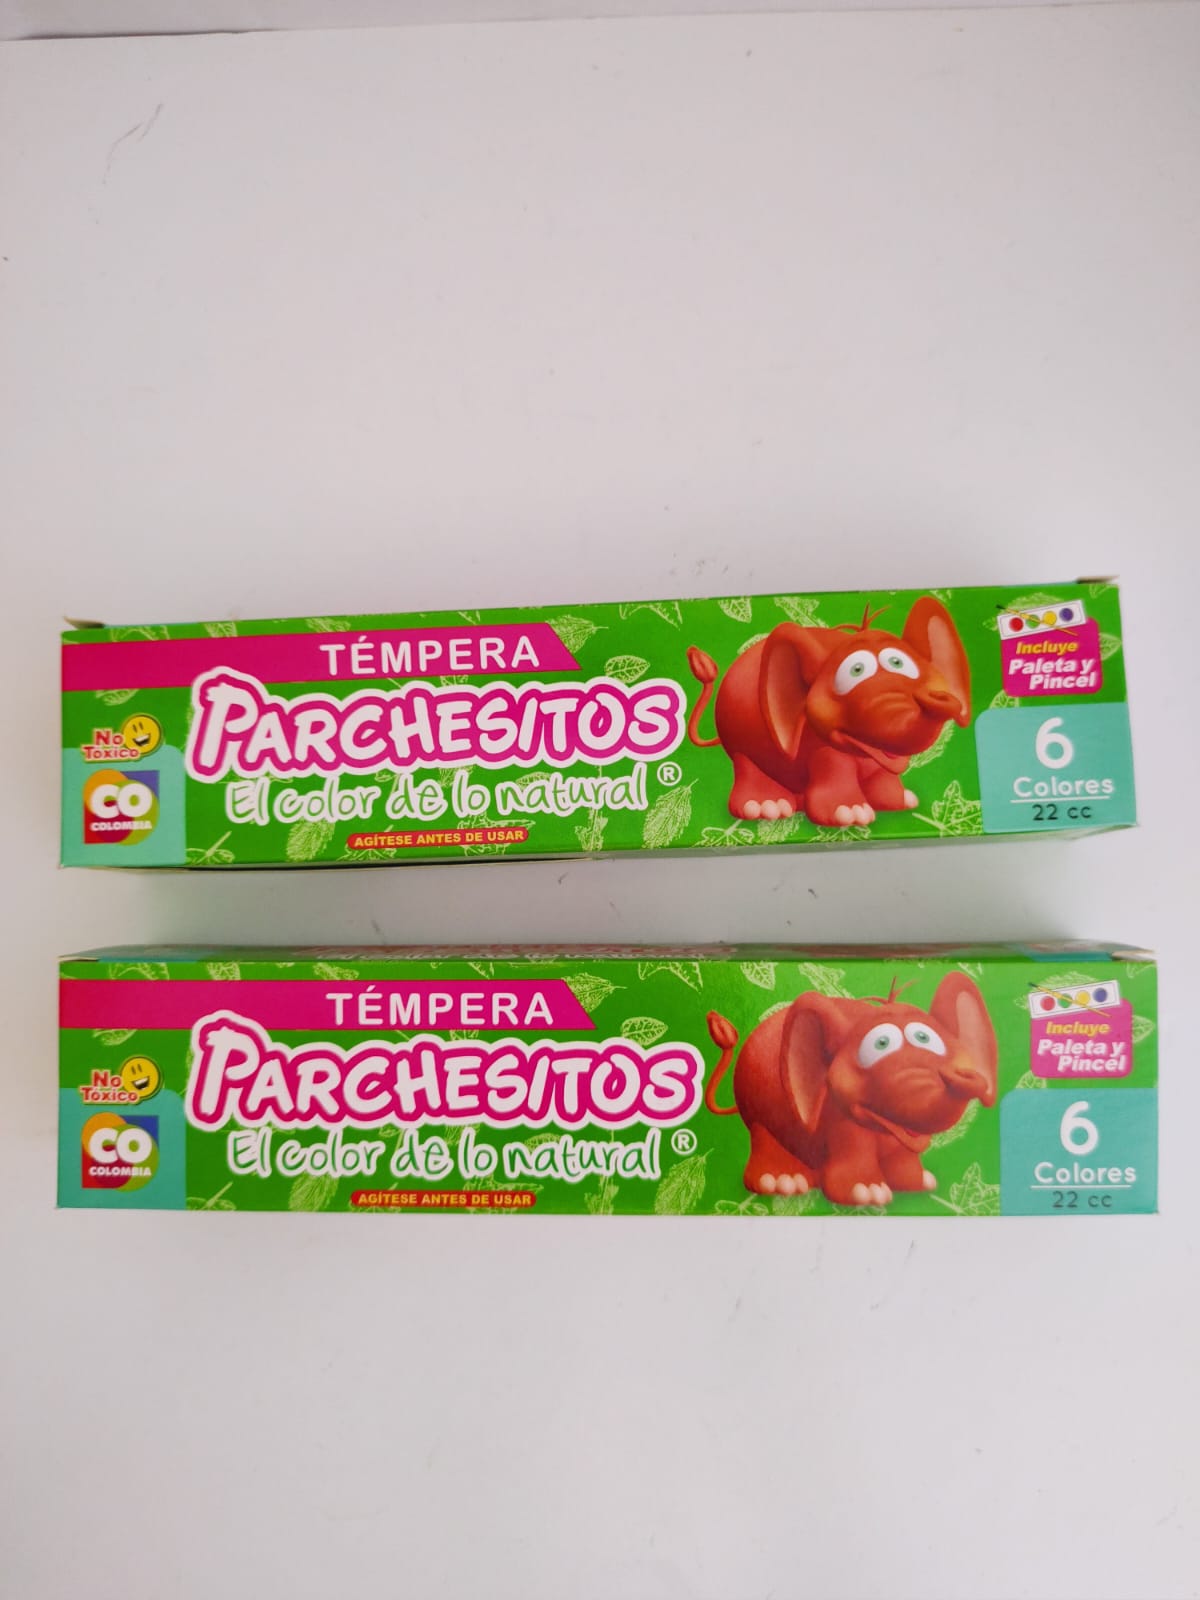 TÉMPERA
PARCHESITOS
El color de lo natural ®
AGÍTESE ANTES DE USAR
No
Tóxico
CO
COLOMBIA
Incluye
Paleta y
Pincel
6
Colores
22 cc
TÉMPERA
PARCHESITOS
El color de lo natural ®
AGÍTESE ANTES DE USAR
No
Tóxico
CO
COLOMBIA
Incluye
Paleta y
Pincel
6
Colores
22 cc